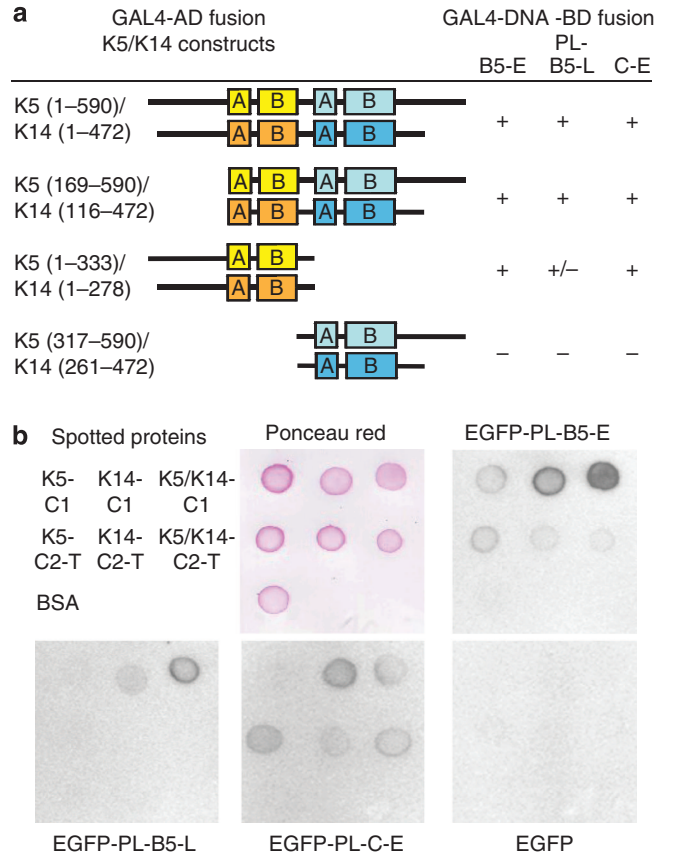 a
GAL4-AD fusion
K5/K14 constructs
GAL4-DNA -BD fusion
PL-
B5-E B5-L C-E
K5 (1–590)/
K14 (1–472)
A B A B
A B A B
+ + +
K5 (169–590)/
K14 (116–472)
A B A B
A B A B
+ + +
K5 (1–333)/
K14 (1–278)
A B
A B
+ +/– +
K5 (317–590)/
K14 (261–472)
A B
A B
– – –
b
Spotted proteins
Ponceau red
EGFP-PL-B5-E
K5- K14- K5/K14-
C1 C1 C1
K5- K14- K5/K14-
C2-T C2-T C2-T
BSA
EGFP-PL-B5-L
EGFP-PL-C-E
EGFP